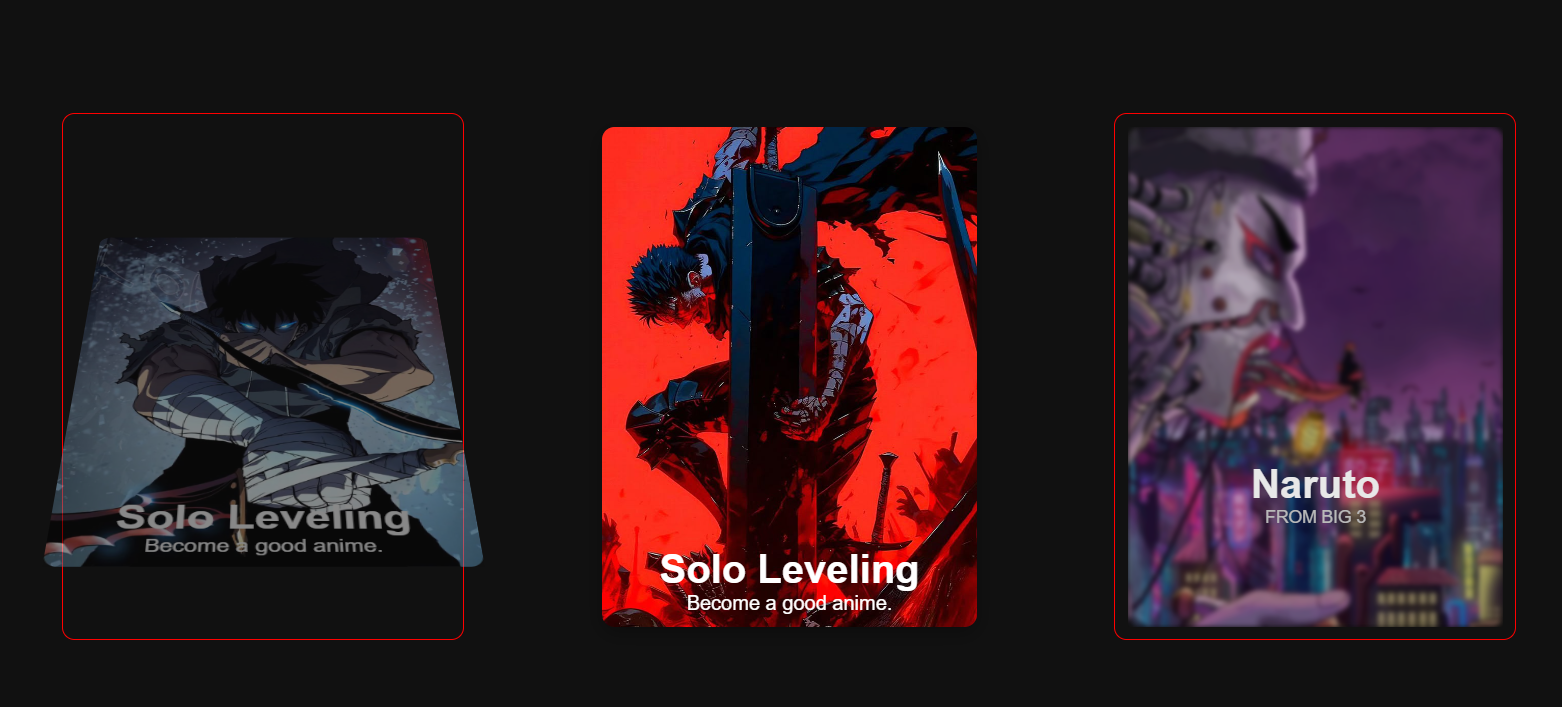 Solo Leveling
Become a good anime.
Solo Leveling
Become a good anime.
Naruto
FROM BIG 3